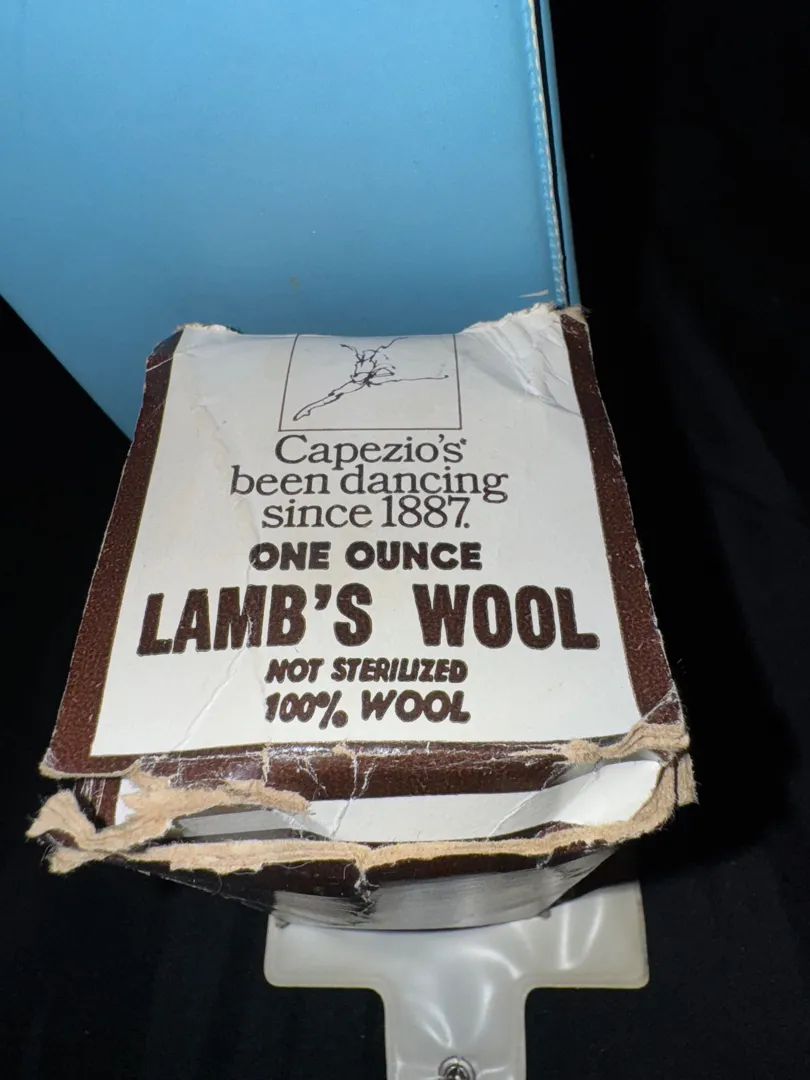 Capezio's*
been dancing
since 1887.
ONE OUNCE
LAMB'S WOOL
NOT STERILIZED
100% WOOL